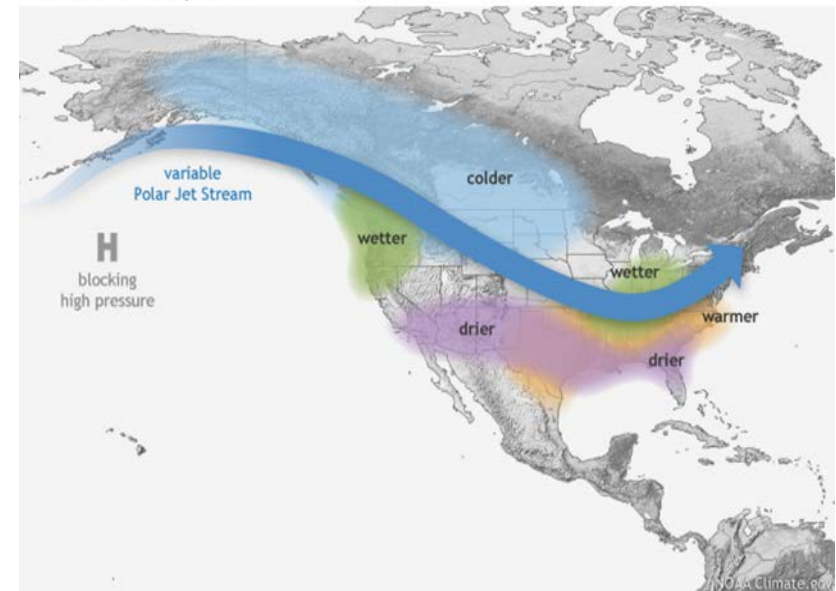 variable
Polar Jet Stream
colder
H
blocking
high pressure
wetter
wetter
warmer
drier
drier
NOAA Climate.gov